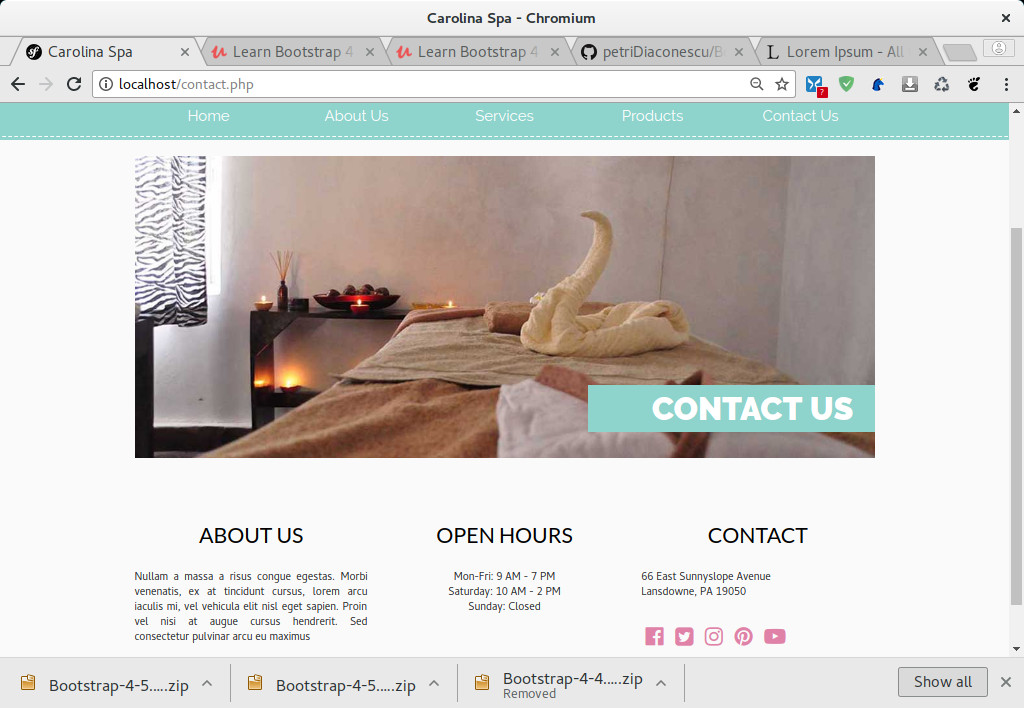 Carolina Spa - Chromium
Carolina Spa
Learn Bootstrap 4
Learn Bootstrap 4
petriDiaconescu/B
Lorem Ipsum - All
localhost/contact.php
Home
About Us
Services
Products
Contact Us
CONTACT US
ABOUT US
Nullam a massa a risus congue egestas. Morbi
venenatis, ex at tincidunt cursus, lorem arcu
iaculis mi, vel vehicula elit nisl eget sapien. Proin
vel nisi at augue cursus hendrerit. Sed
consectetur pulvinar arcu eu maximus
OPEN HOURS
Mon-Fri: 9 AM - 7 PM
Saturday: 10 AM - 2 PM
Sunday: Closed
CONTACT
66 East Sunnyslope Avenue
Lansdowne, PA 19050
Bootstrap-4-5.....zip
Bootstrap-4-5.....zip
Bootstrap-4-4.....zip
Removed
Show all